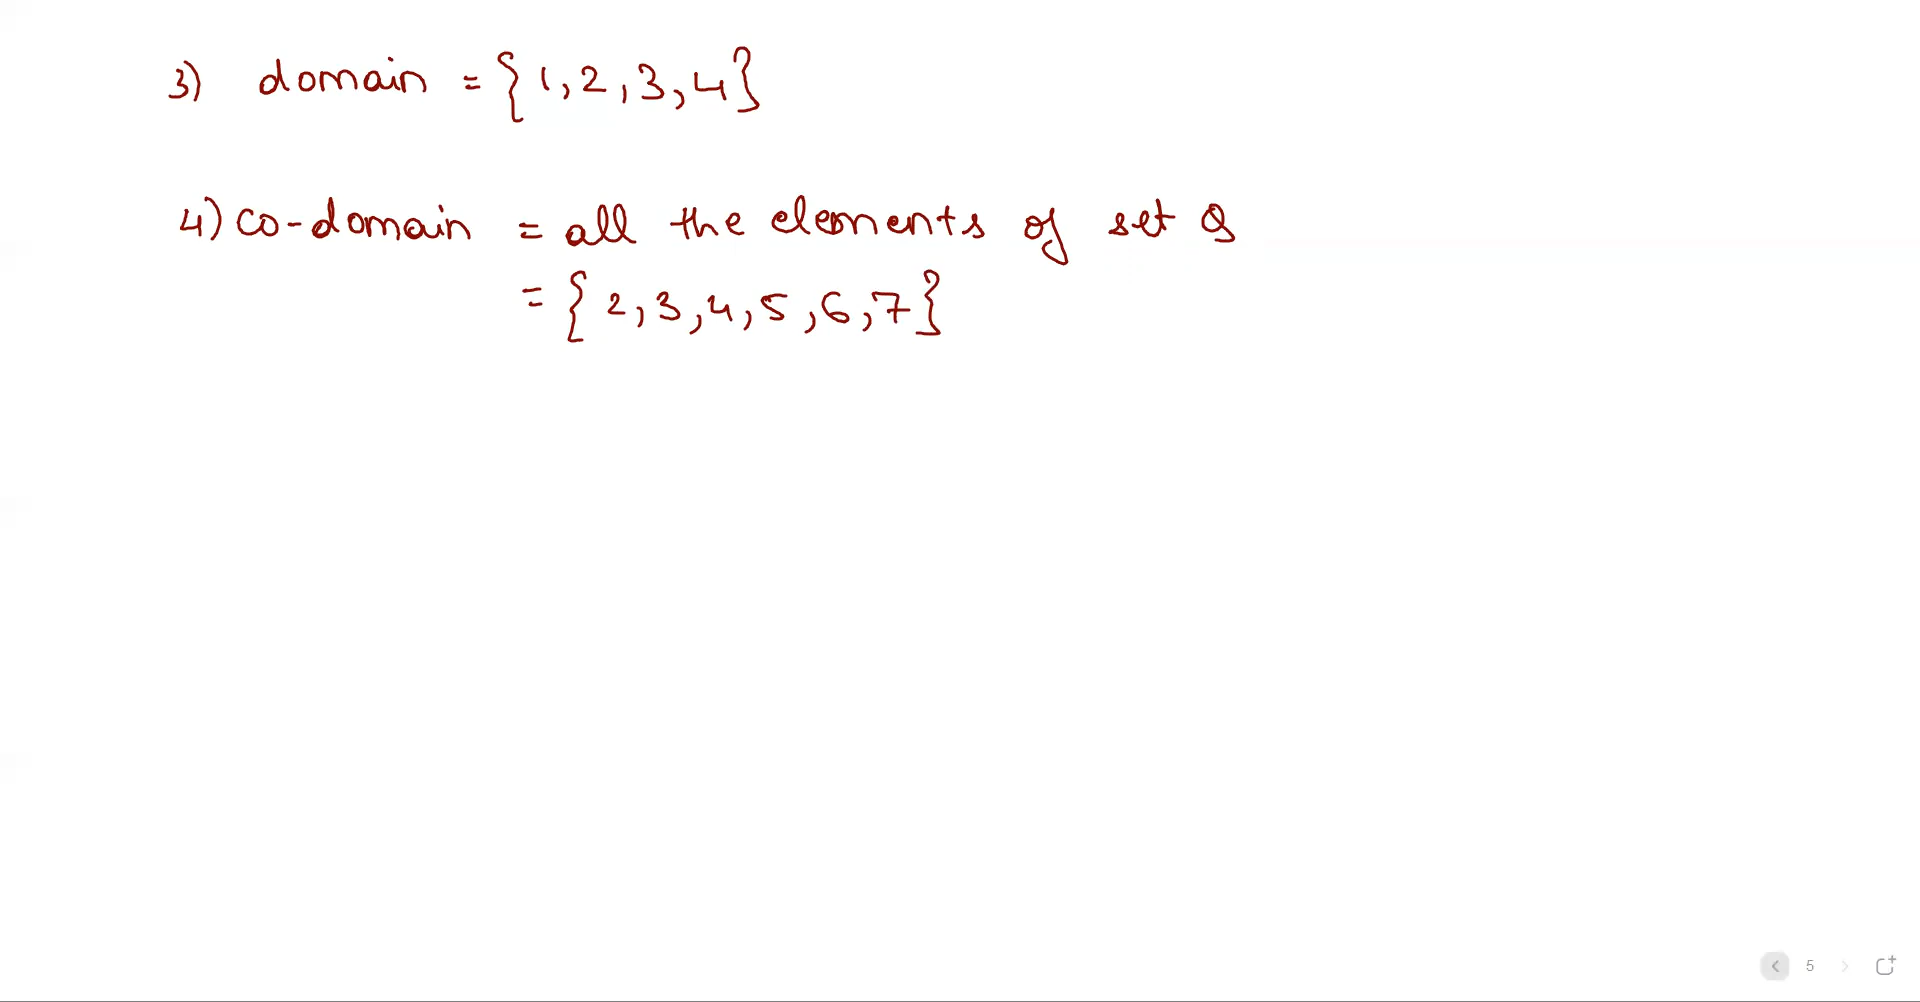 3) domain = {1,2,3,4}
4) co-domain = all the elements of set Q
= {2,3,4,5,6,7}
5